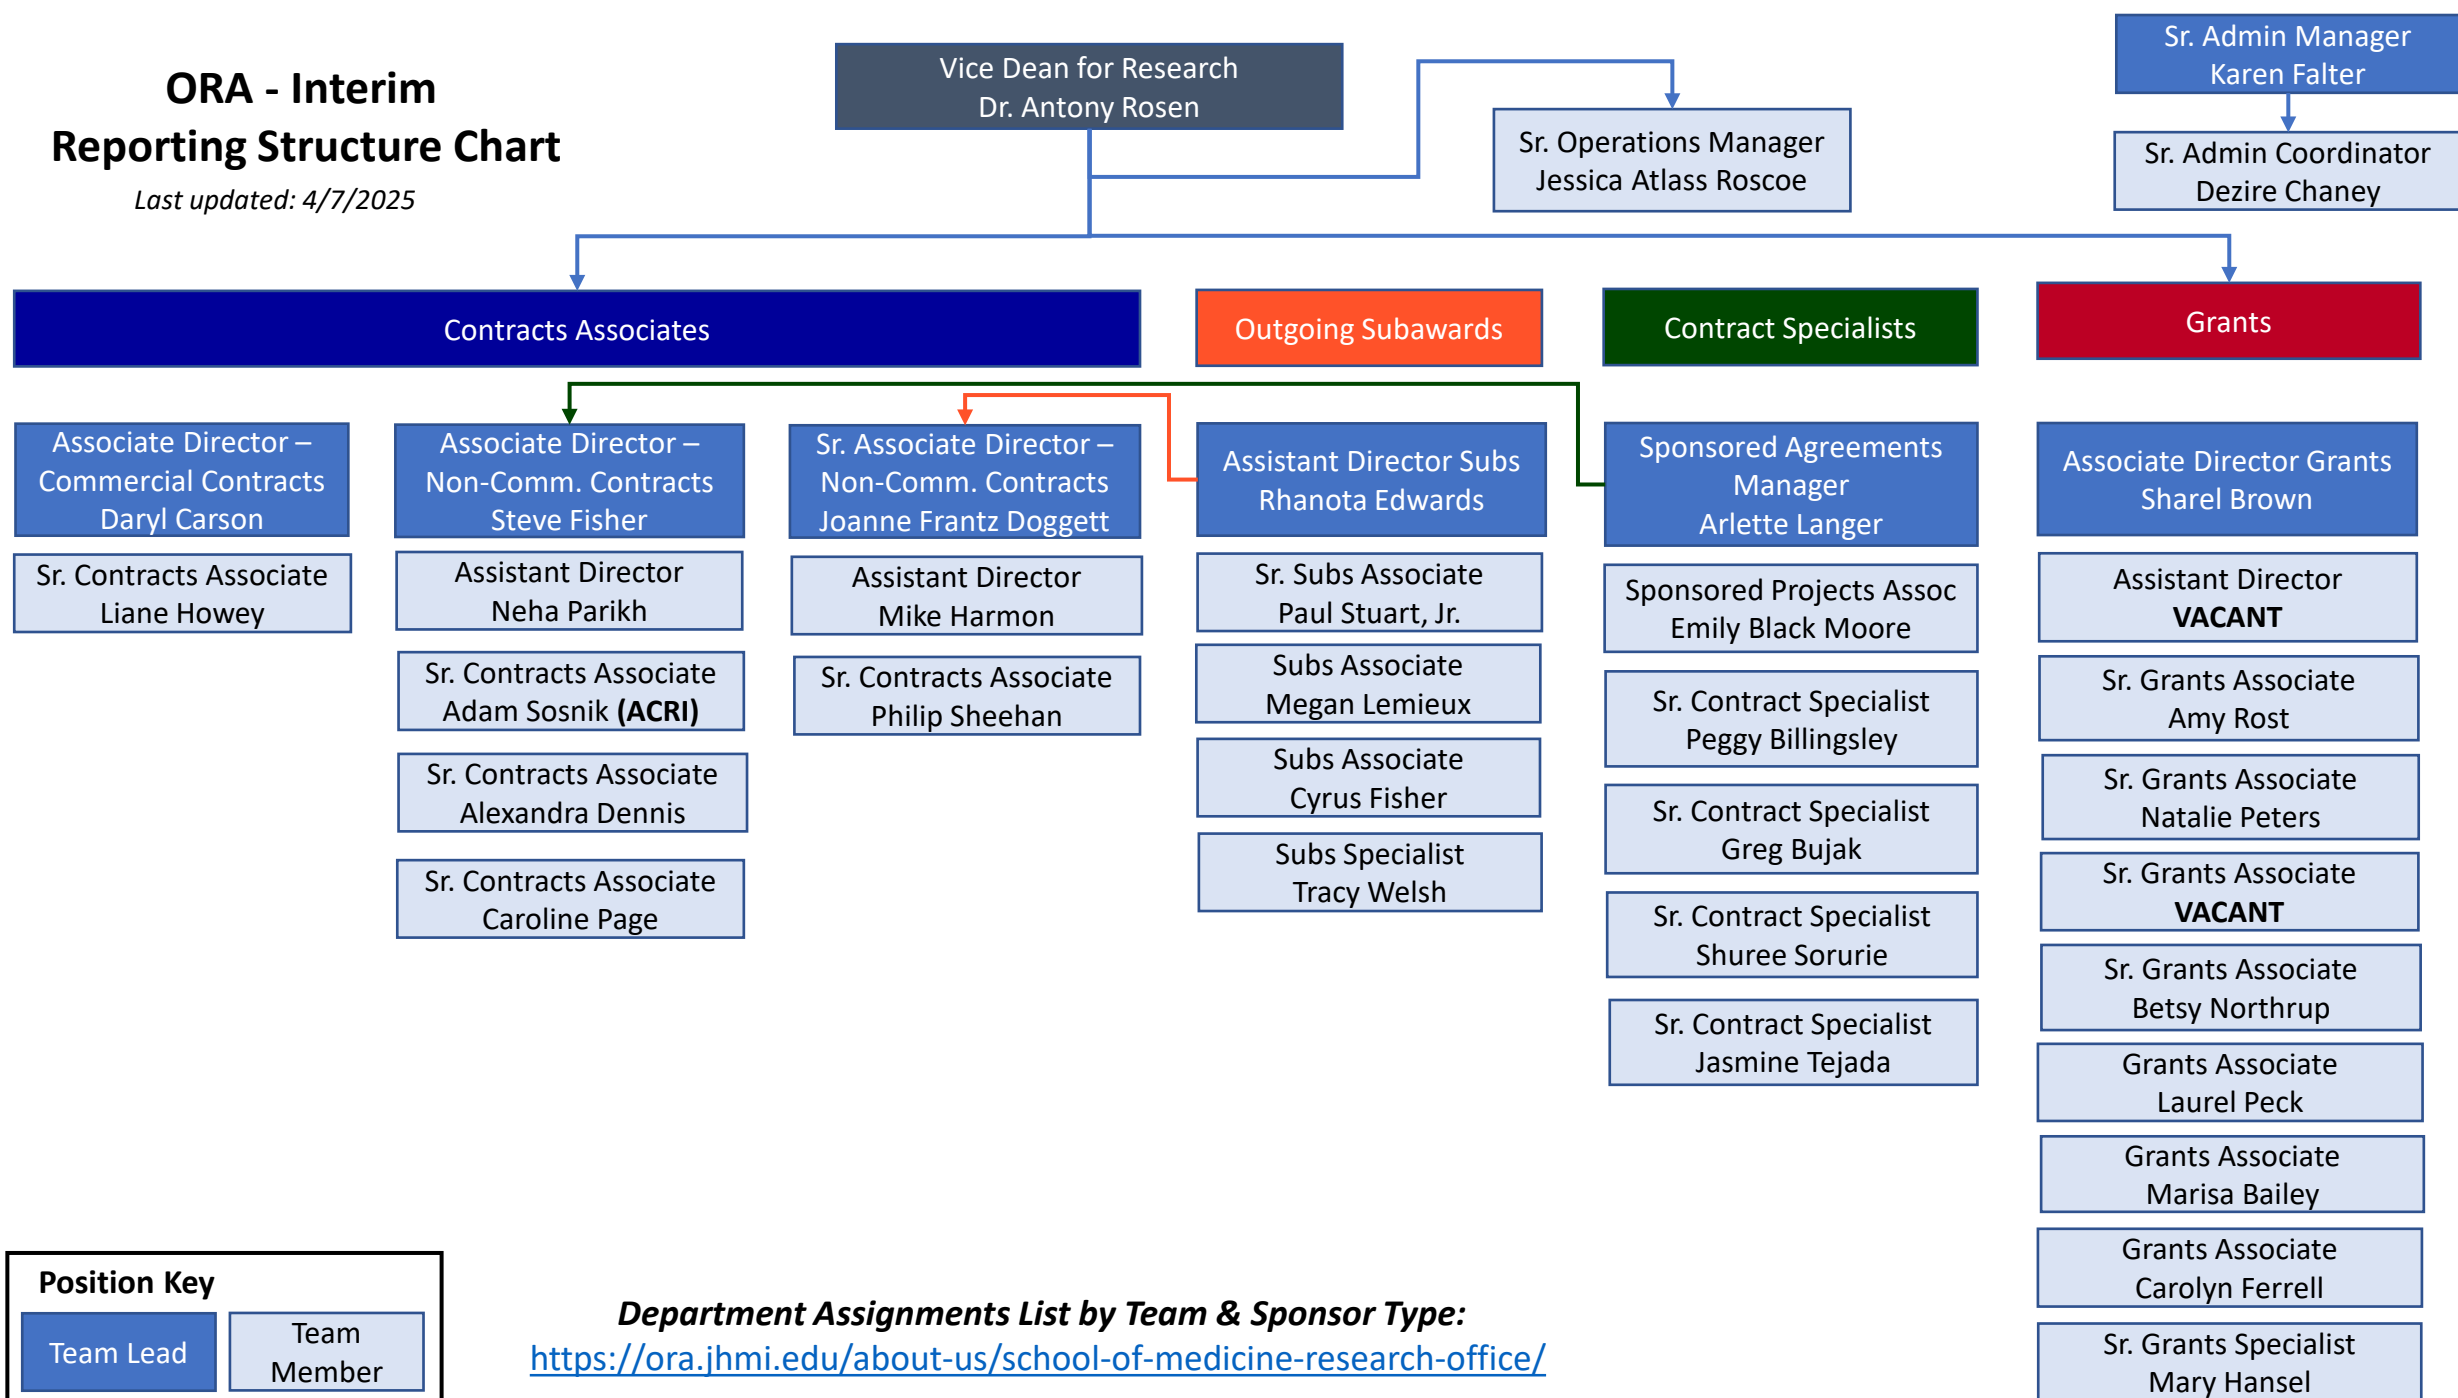 ORA - Interim
Reporting Structure Chart
Last updated: 4/7/2025
Vice Dean for Research
Dr. Antony Rosen
Sr. Operations Manager
Jessica Atlass Roscoe
Sr. Admin Manager
Karen Falter
Sr. Admin Coordinator
Dezire Chaney
Contracts Associates
Outgoing Subawards
Contract Specialists
Grants
Associate Director –
Commercial Contracts
Daryl Carson
Sr. Contracts Associate
Liane Howey
Associate Director –
Non-Comm. Contracts
Steve Fisher
Assistant Director
Neha Parikh
Sr. Contracts Associate
Adam Sosnik (ACRI)
Sr. Contracts Associate
Alexandra Dennis
Sr. Contracts Associate
Caroline Page
Sr. Associate Director –
Non-Comm. Contracts
Joanne Frantz Doggett
Assistant Director
Mike Harmon
Sr. Contracts Associate
Philip Sheehan
Assistant Director Subs
Rhanota Edwards
Sr. Subs Associate
Paul Stuart, Jr.
Subs Associate
Megan Lemieux
Subs Associate
Cyrus Fisher
Subs Specialist
Tracy Welsh
Sponsored Agreements
Manager
Arlette Langer
Sponsored Projects Assoc
Emily Black Moore
Sr. Contract Specialist
Peggy Billingsley
Sr. Contract Specialist
Greg Bujak
Sr. Contract Specialist
Shuree Sorurie
Sr. Contract Specialist
Jasmine Tejada
Associate Director Grants
Sharel Brown
Assistant Director
VACANT
Sr. Grants Associate
Amy Rost
Sr. Grants Associate
Natalie Peters
Sr. Grants Associate
VACANT
Sr. Grants Associate
Betsy Northrup
Grants Associate
Laurel Peck
Grants Associate
Marisa Bailey
Grants Associate
Carolyn Ferrell
Sr. Grants Specialist
Mary Hansel
Position Key
Team Lead
Team
Member
Department Assignments List by Team & Sponsor Type:
https://ora.jhmi.edu/about-us/school-of-medicine-research-office/